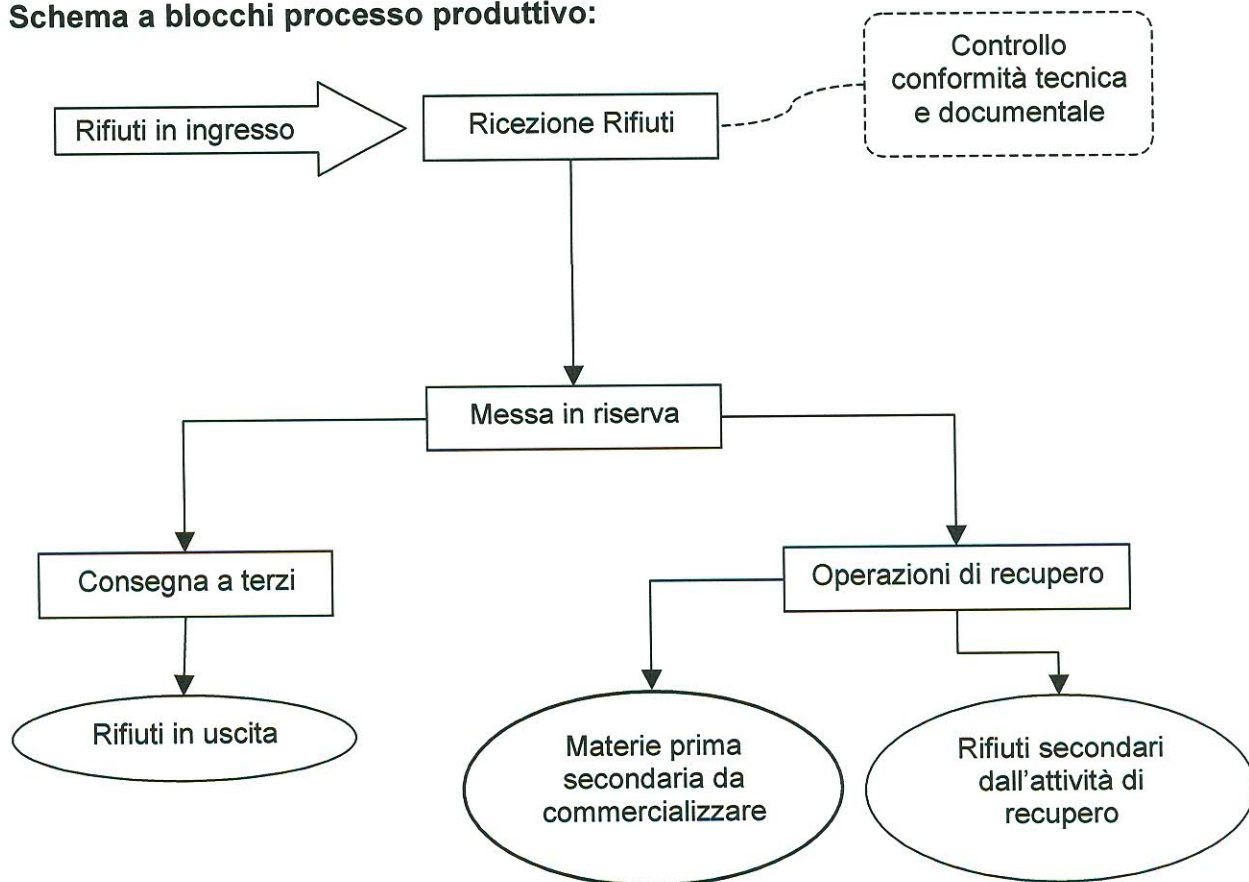 Schema a blocchi processo produttivo:
Controllo
conformità tecnica
e documentale
Rifiuti in ingresso
Ricezione Rifiuti
Messa in riserva
Consegna a terzi
Operazioni di recupero
Rifiuti in uscita
Materie prima
secondaria da
commercializzare
Rifiuti secondari
dall'attività di
recupero